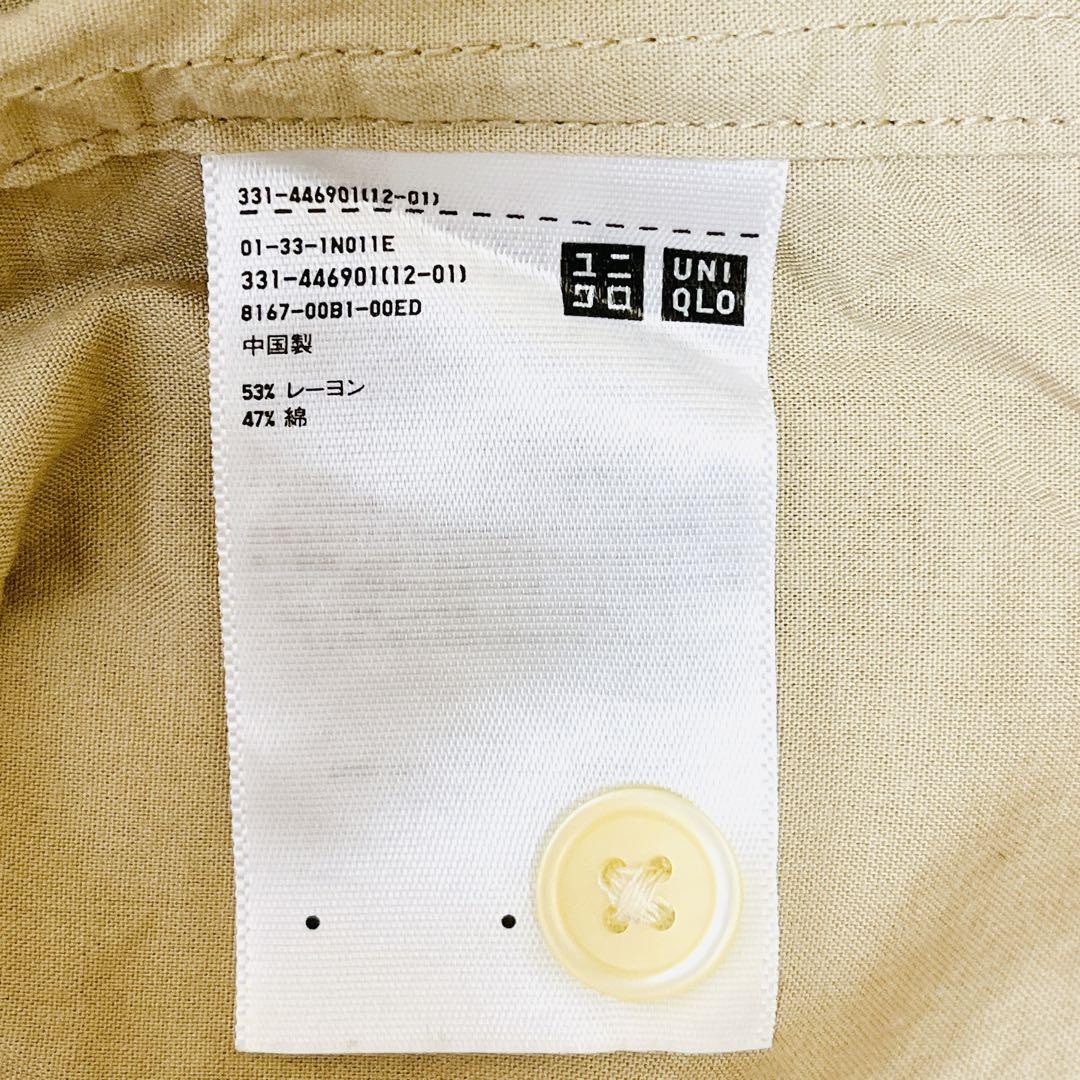 331-446901(12-01)
01-33-1N011E
331-446901(12-01)
8167-00B1-00ED
中国製
53% レーヨン
47% 綿
ユニ
クロ
UNI
QLO